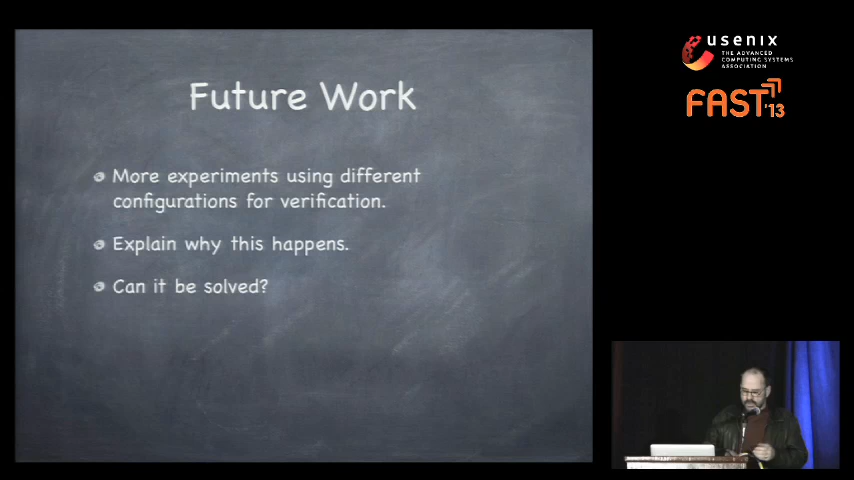 Future Work
More experiments using different
configurations for verification.
Explain why this happens.
Can it be solved?
usenix
THE ADVANCED
COMPUTING SYSTEMS
ASSOCIATION
FAST'13